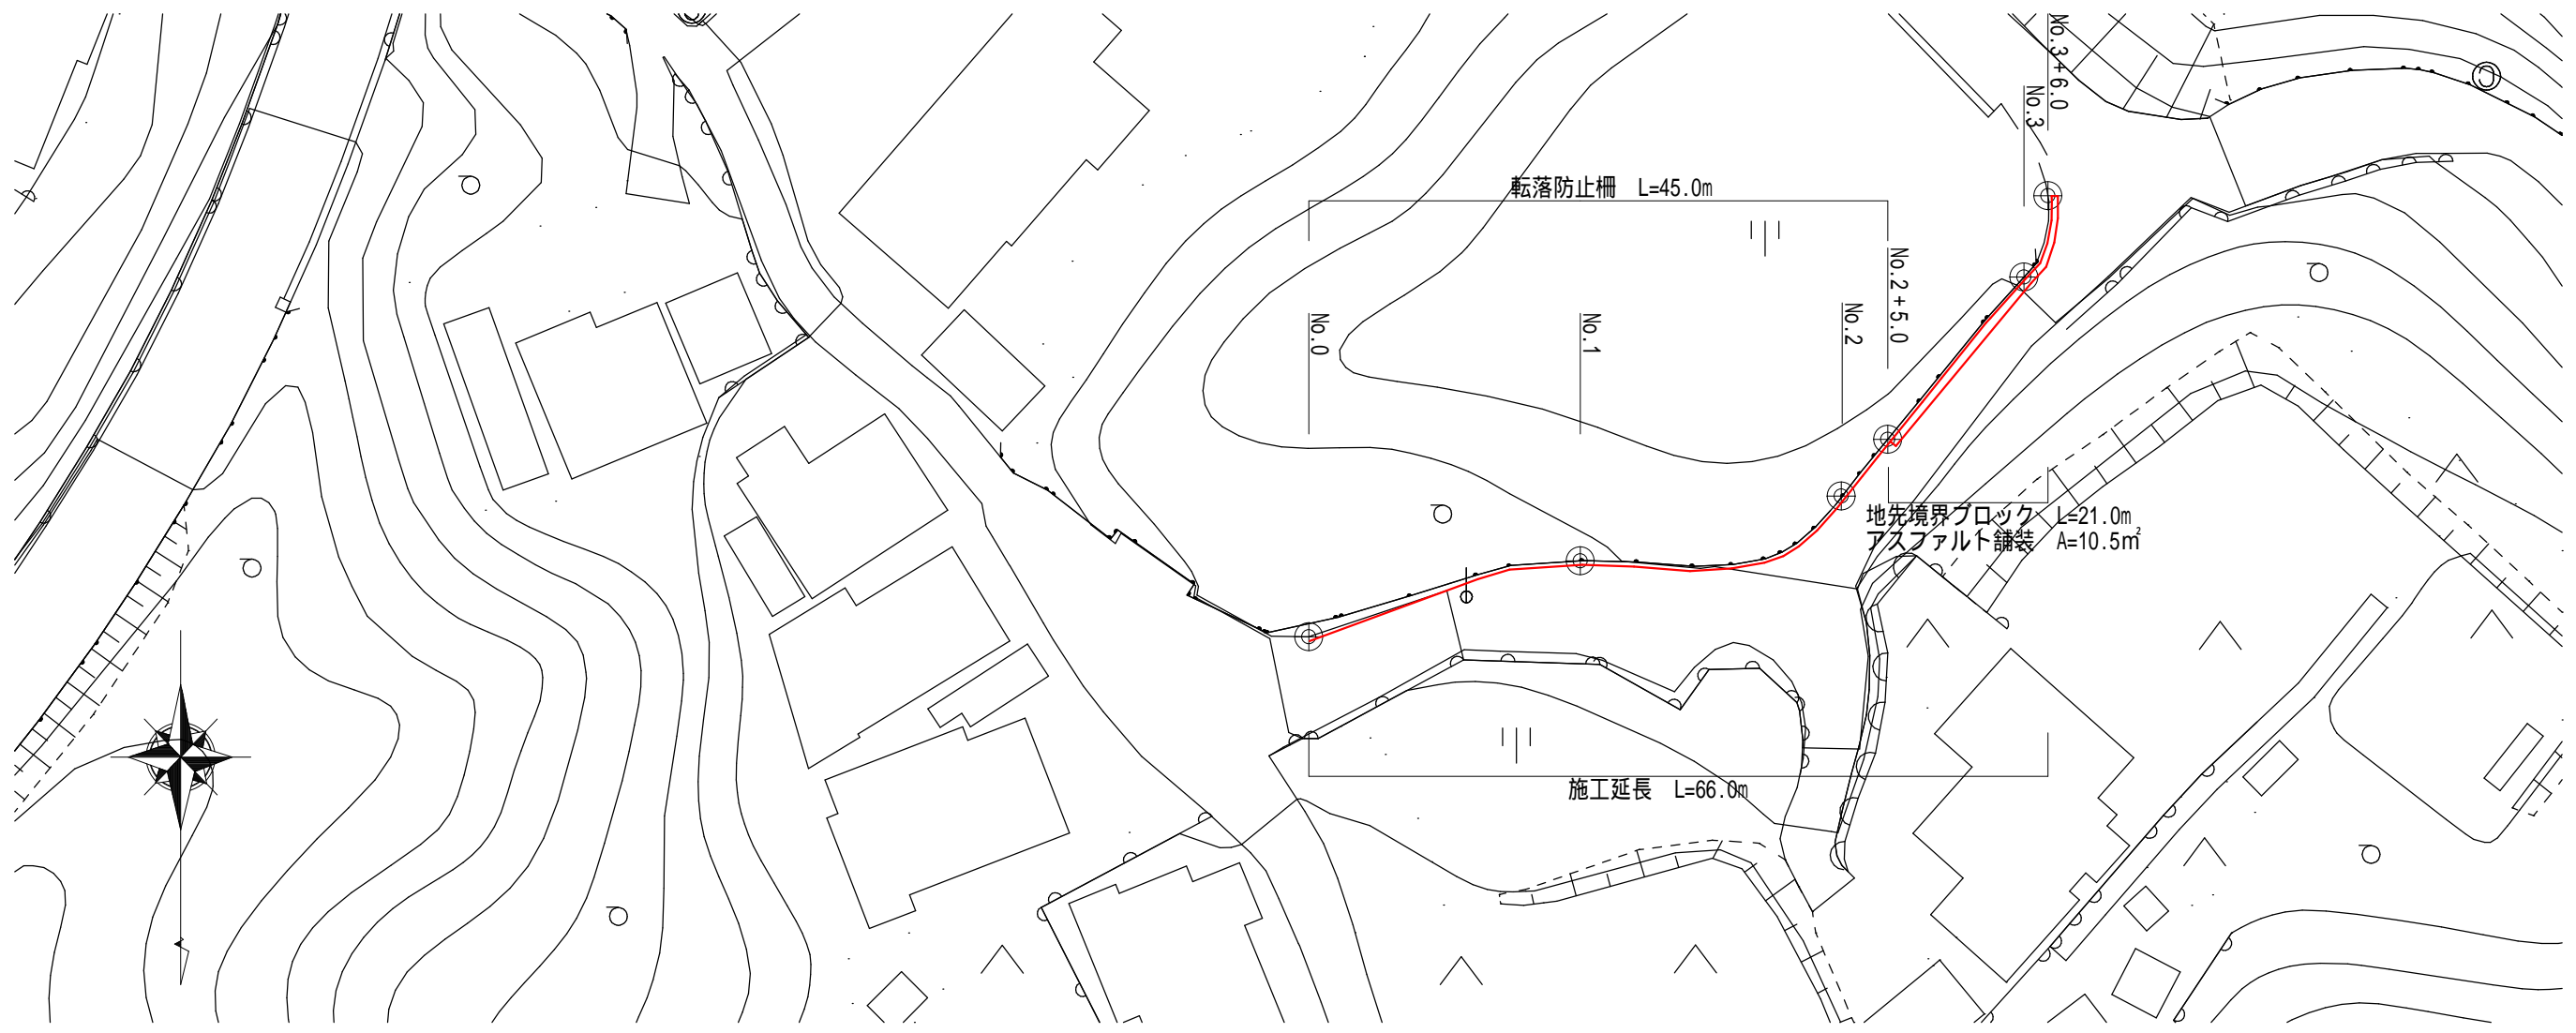 転落防止柵　L=45.0m
No.3+6.0
No.3
No.2+5.0
No.2
No.1
No.0
地先境界ブロック　L=21.0m
アスファルト舗装　A=10.5㎡
施工延長　L=66.0m